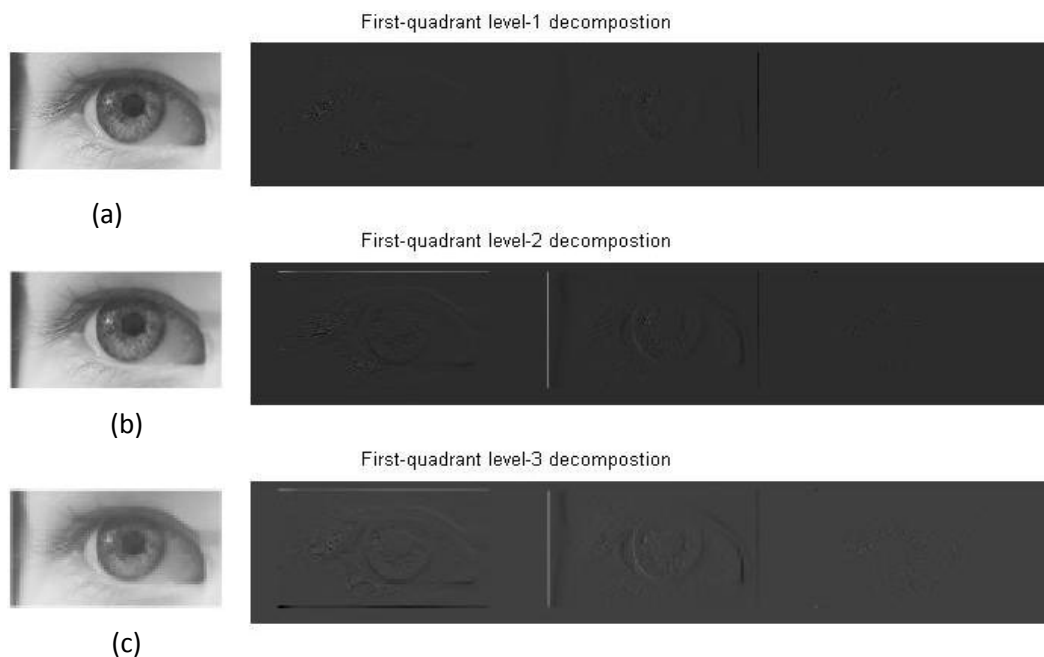 First-quadrant level-1 decompostion
(a)
First-quadrant level-2 decompostion
(b)
First-quadrant level-3 decompostion
(c)